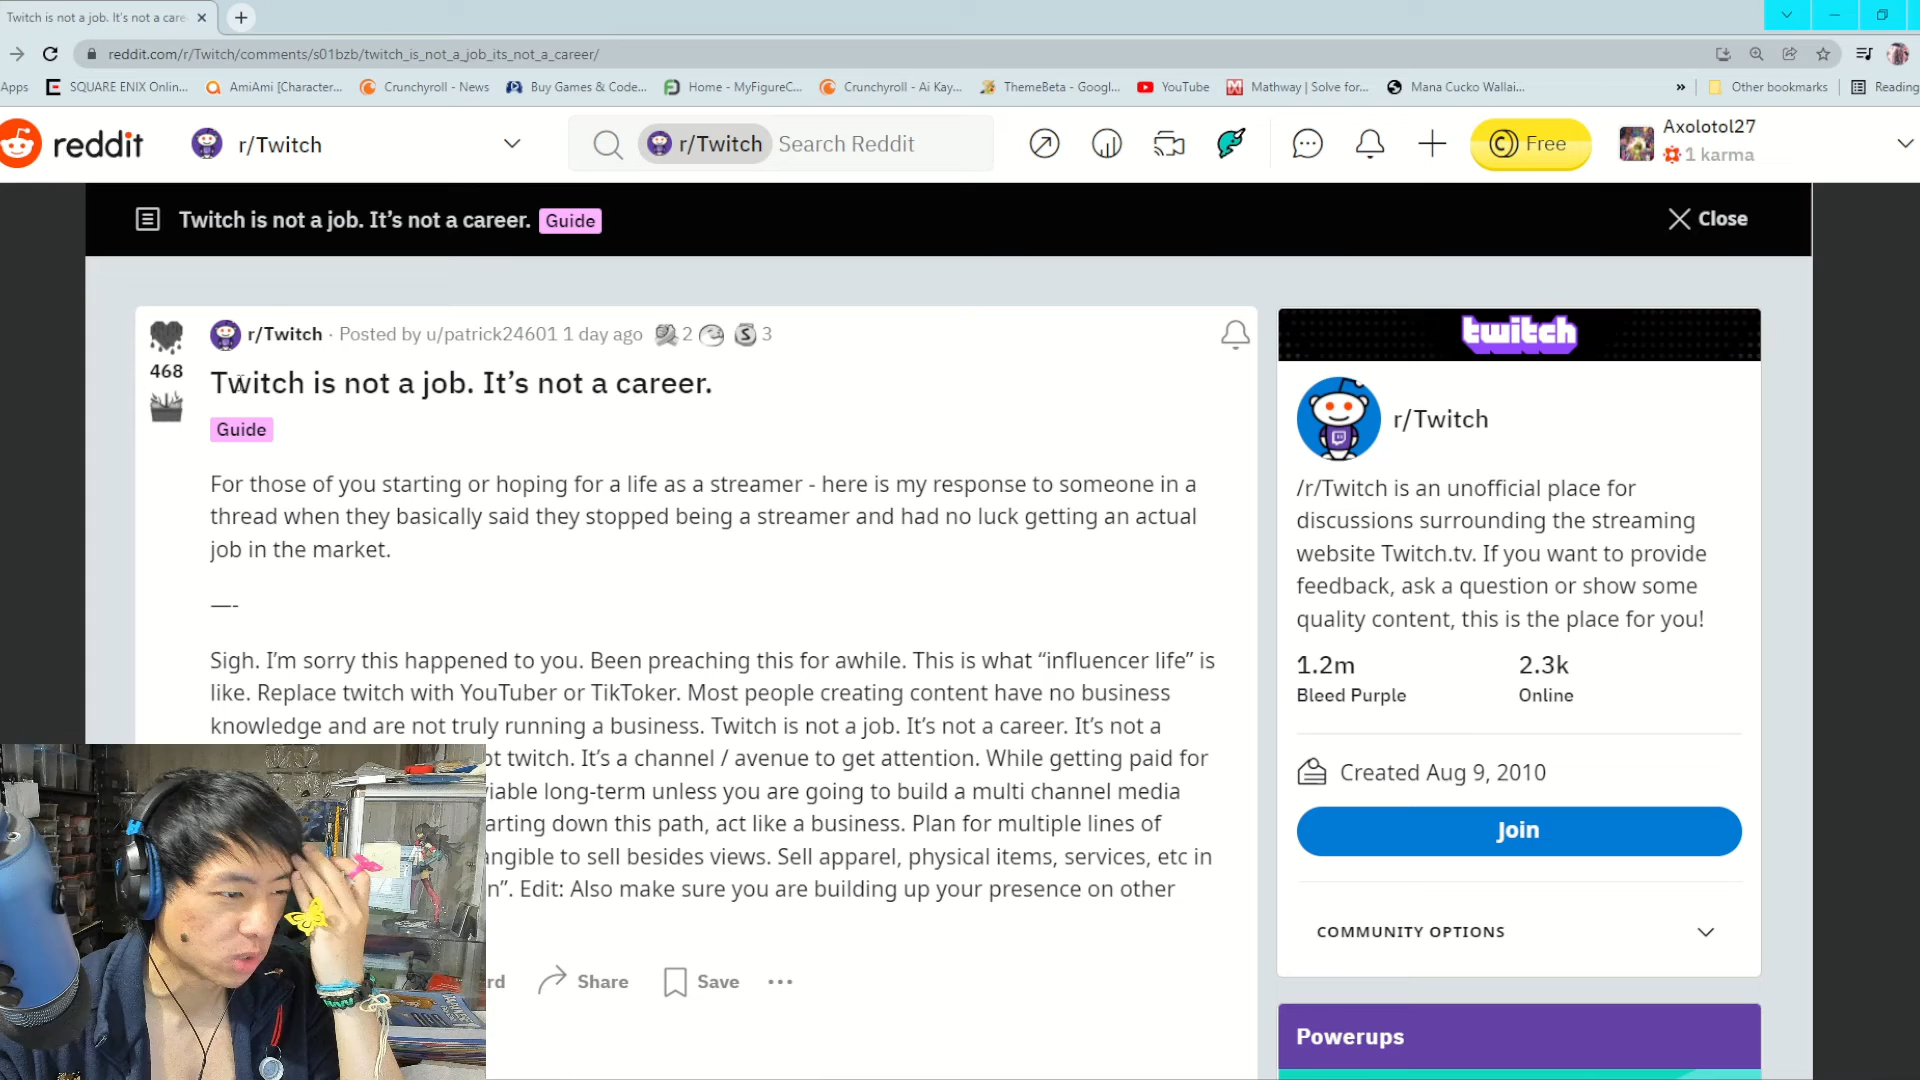 Twitch is not a job. It's not a care
reddit.com/r/Twitch/comments/s01bzb/twitch_is_not_a_job_its_not_a_career/
Apps
SQUARE ENIX Onlin...
AmiAmi [Character...
Crunchyroll - News
Buy Games & Code...
Home - MyFigureC...
Crunchyroll - Ai Kay...
ThemeBeta - Googl...
YouTube
Mathway | Solve for...
Mana Cucko Wallai...
»
Other bookmarks
Reading
reddit
r/Twitch
r/Twitch
Search Reddit
Free
Axolotol27
1 karma
Twitch is not a job. It’s not a career.
Guide
Close
468
r/Twitch · Posted by u/patrick24601 1 day ago
2
3
Twitch is not a job. It’s not a career.
Guide
For those of you starting or hoping for a life as a streamer - here is my response to someone in a
thread when they basically said they stopped being a streamer and had no luck getting an actual
job in the market.
—-
Sigh. I’m sorry this happened to you. Been preaching this for awhile. This is what “influencer life” is
like. Replace twitch with YouTuber or TikToker. Most people creating content have no business
knowledge and are not truly running a business. Twitch is not a job. It’s not a career. It’s not a
twitch. It’s a channel / avenue to get attention. While getting paid for
long-term unless you are going to build a multi channel media
down this path, act like a business. Plan for multiple lines of
to sell besides views. Sell apparel, physical items, services, etc in
Edit: Also make sure you are building up your presence on other
Share
Save
twitch
r/Twitch
/r/Twitch is an unofficial place for
discussions surrounding the streaming
website Twitch.tv. If you want to provide
feedback, ask a question or show some
quality content, this is the place for you!
1.2m
Bleed Purple
2.3k
Online
Created Aug 9, 2010
Join
COMMUNITY OPTIONS
Powerups